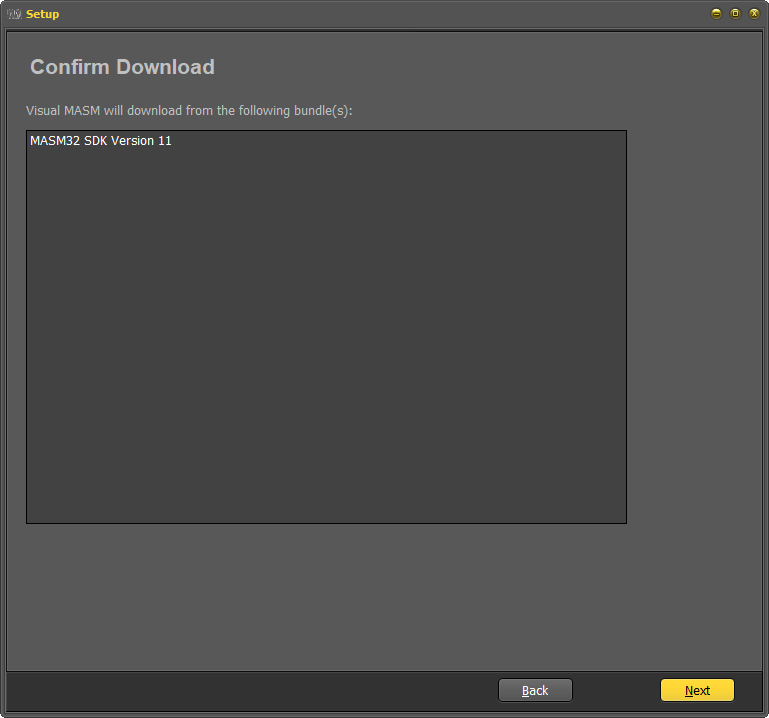 Setup
Confirm Download
Visual MASM will download from the following bundle(s):
MASM32 SDK Version 11
Back
Next